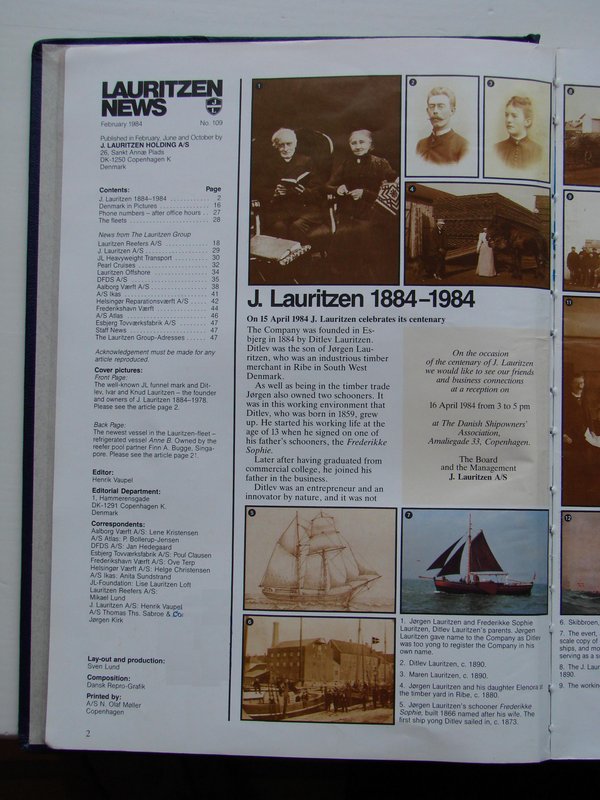 LAURITZEN
NEWS
February 1984 No. 109
Published in February, June and October by
J. LAURITZEN HOLDING A/S
26, Sankt Annæ Plads
DK-1250 Copenhagen K
Denmark
Contents: Page
J. Lauritzen 1884–1984 . . . . . . . . . . . . . 2
Denmark in Pictures . . . . . . . . . . . . . . . 16
Phone numbers – after office hours . . 27
The fleets . . . . . . . . . . . . . . . . . . . . . . . 28
News from The Lauritzen Group
Lauritzen Reefers A/S . . . . . . . . . . . . . 18
J. Lauritzen A/S . . . . . . . . . . . . . . . . . . 29
JL Heavyweight Transport . . . . . . . . . . 30
Pearl Cruises . . . . . . . . . . . . . . . . . . . . 32
Lauritzen Offshore . . . . . . . . . . . . . . . . 34
DFDS A/S . . . . . . . . . . . . . . . . . . . . . . 35
Aalborg Værft A/S . . . . . . . . . . . . . . . . 38
A/S Ikas . . . . . . . . . . . . . . . . . . . . . . . 41
Helsingør Reparationsværft A/S . . . . . 42
Frederikshavn Værft . . . . . . . . . . . . . . 44
A/S Atlas . . . . . . . . . . . . . . . . . . . . . . 46
Esbjerg Tovværksfabrik A/S . . . . . . . . 47
Staff News . . . . . . . . . . . . . . . . . . . . . 47
The Lauritzen Group-Adresses . . . . . . 47
Acknowledgement must be made for any
article reproduced.
Cover pictures:
Front Page:
The well-known JL funnel mark and Dit-
lev, Ivar and Knud Lauritzen – the founder
and owners of J. Lauritzen 1884–1978.
Please see the article page 2.
Back Page:
The newest vessel in the Lauritzen-fleet –
refrigerated vessel Anne B. Owned by the
reefer pool partner Finn A. Bugge, Singa-
pore. Please see the article page 21.
Editor:
Henrik Vaupel
Editorial Department:
1, Hammerensgade
DK-1291 Copenhagen K.
Denmark
Correspondents:
Aalborg Værft A/S: Lene Kristensen
A/S Atlas: P. Bollerup-Jensen
DFDS A/S: Jan Hedegaard
Esbjerg Tovværksfabrik A/S: Poul Clausen
Frederikshavn Værft A/S: Ove Terp
Helsingør Værft A/S: Helge Christensen
A/S Ikas: Anita Sundstrand
JL-Foundation: Lise Lauritzen Loft
Lauritzen Reefers A/S:
Mikael Lund
J. Lauritzen A/S: Henrik Vaupel
A/S Thomas Ths. Sabroe & Co:
Jørgen Kirk
Lay-out and production:
Sven Lund
Composition:
Dansk Repro-Grafik
Printed by:
A/S N. Olaf Møller
Copenhagen
2
1
2
3
4
J. Lauritzen 1884–1984
On 15 April 1984 J. Lauritzen celebrates its centenary
The Company was founded in Es-
bjerg in 1884 by Ditlev Lauritzen.
Ditlev was the son of Jørgen Lau-
ritzen, who was an industrious timber
merchant in Ribe in South West
Denmark.
As well as being in the timber trade
Jørgen also owned two schooners. It
was in this working environment that
Ditlev, who was born in 1859, grew
up. He started his working life at the
age of 13 when he signed on one of
his father's schooners, the Frederikke
Sophie.
Later after having graduated from
commercial college, he joined his
father in the business.
Ditlev was an entrepreneur and an
innovator by nature, and it was not
On the occasion
of the centenary of J. Lauritzen
we would like to see our friends
and business connections
at a reception on
16 April 1984 from 3 to 5 pm
at The Danish Shipowners'
Association,
Amaliegade 33, Copenhagen.
The Board
and the Management
J. Lauritzen A/S
5
7
6
1. Jørgen Lauritzen and Frederikke Sophie
Lauritzen, Ditlev Lauritzen's parents. Jørgen
Lauritzen gave name to the Company as Ditlev
was too yong to register the Company in his
own name.
2. Ditlev Lauritzen, c. 1890.
3. Maren Lauritzen, c. 1890.
4. Jørgen Lauritzen and his daughter Elenora in
the timber yard in Ribe, c. 1880.
5. Jørgen Lauritzen's schooner Frederikke
Sophie, built 1866 named after his wife. The
first ship yong Ditlev sailed in, c. 1873.
8
9
11
12
6. Skibbroen,
7. The evert,
scale copy of
ships, and mo
serving as a s
8. The J. Laur
1890.
9. The workin